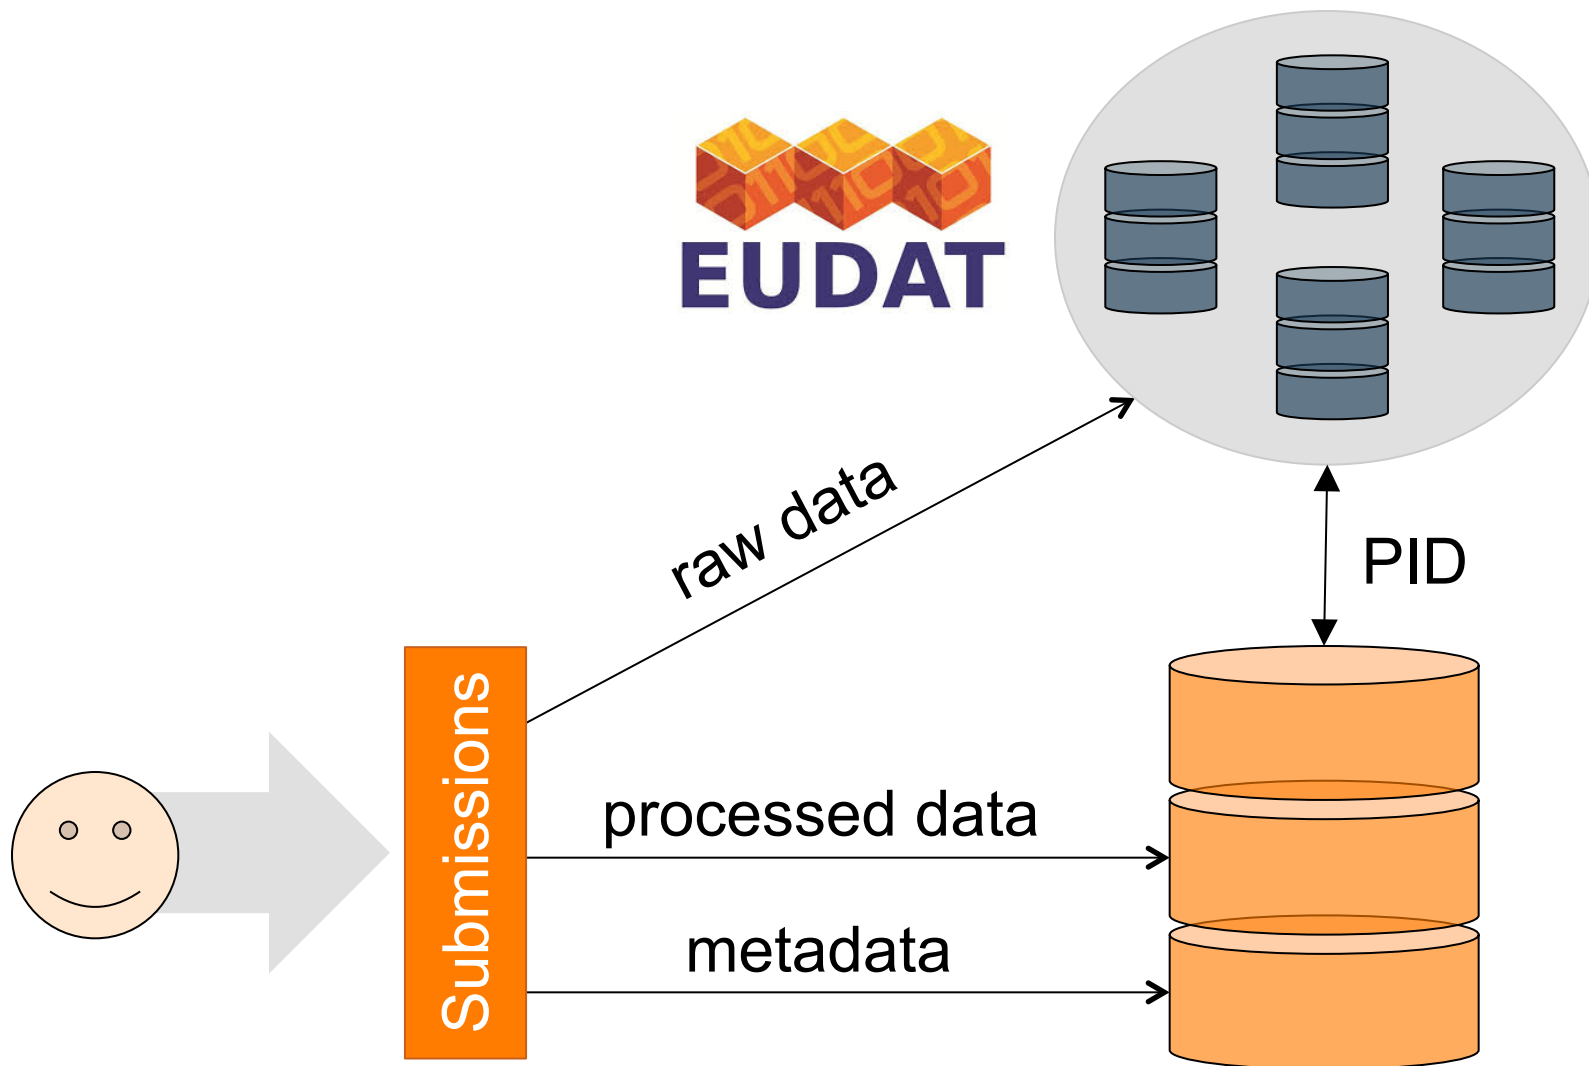 EUDAT
raw data
PID
Submissions
processed data
metadata